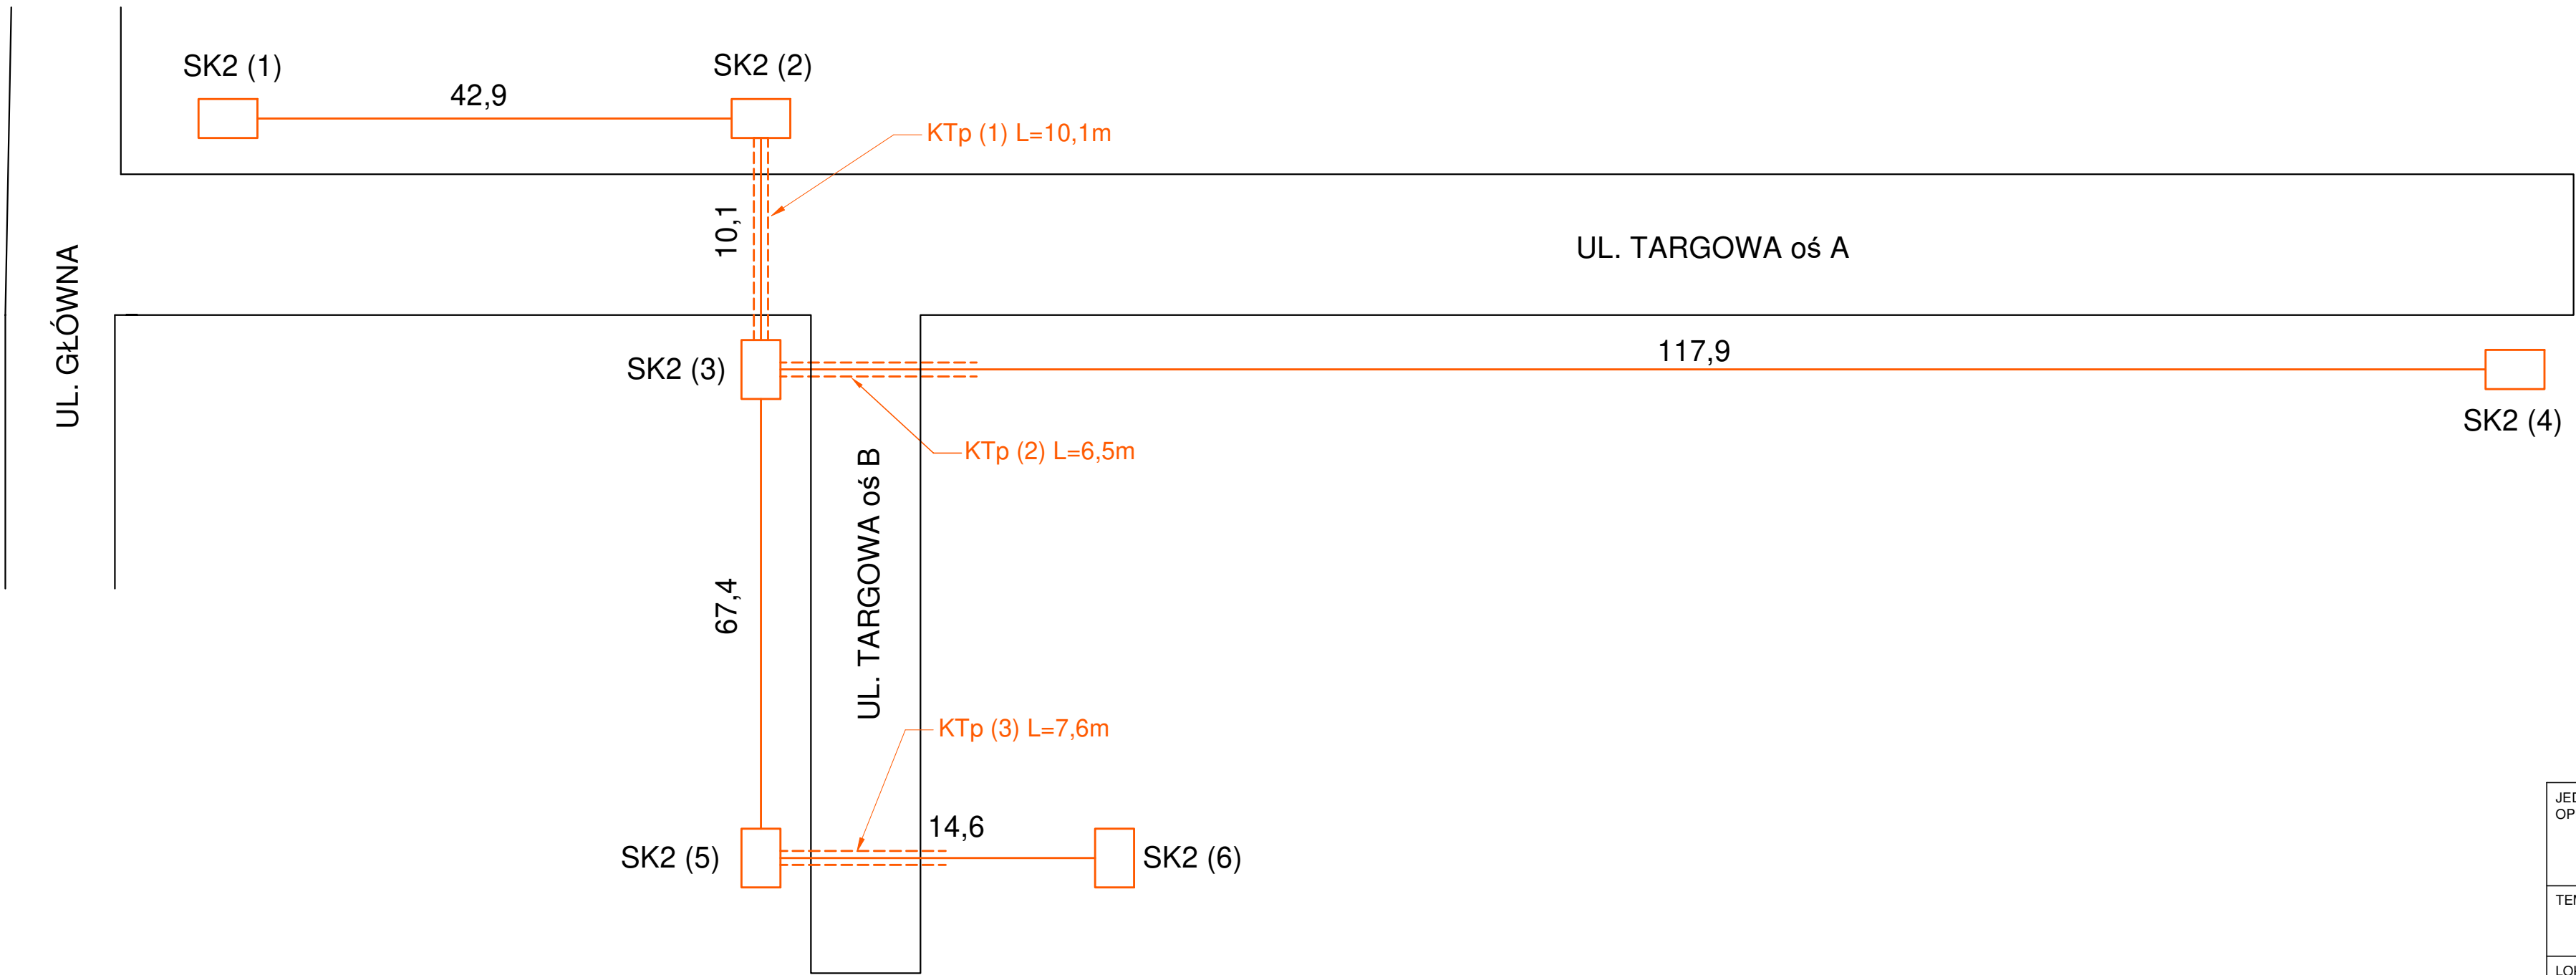 SK2 (1)
SK2 (2)
42,9
KTp (1) L=10,1m
10,1
UL. TARGOWA oś A
UL. GŁÓWNA
SK2 (3)
117,9
SK2 (4)
KTp (2) L=6,5m
UL. TARGOWA oś B
67,4
KTp (3) L=7,6m
14,6
SK2 (5)
SK2 (6)